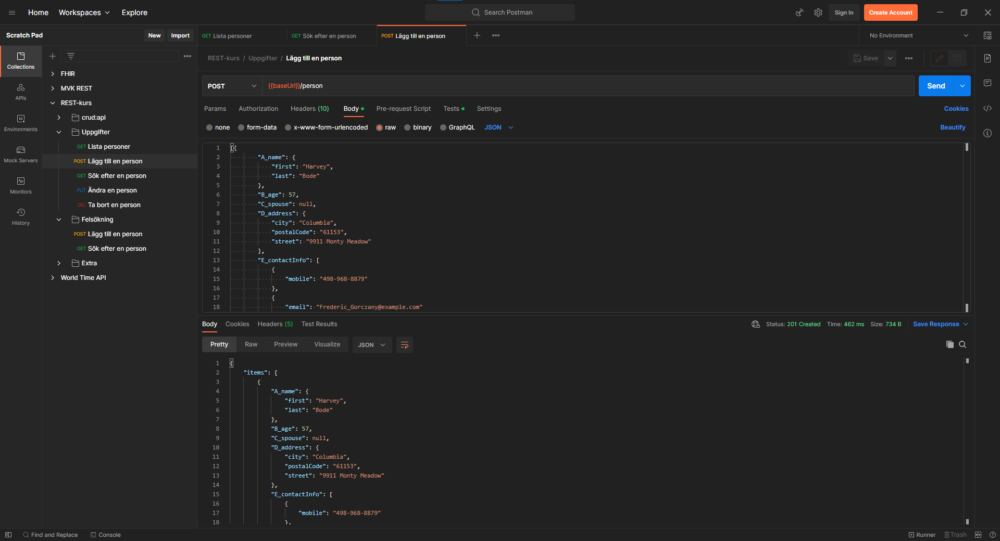 Home Workspaces Explore Search Postman Sign In Create Account
Scratch Pad New Import GET Lista personer GET Sök efter en person POST Lägg till en person No Environment
REST-kurs / Uppgifter / Lägg till en person Save
Collections
APIs
Environments
Mock Servers
Monitors
History
FHIR
MVK REST
REST-kurs
crud:api
Uppgifter
GET Lista personer
POST Lägg till en person
GET Sök efter en person
PUT Ändra en person
DEL Ta bort en person
Felsökning
POST Lägg till en person
GET Sök efter en person
Extra
World Time API
POST {{baseUrl}}/person Send
Params Authorization Headers (10) Body Pre-request Script Tests Settings Cookies
none form-data x-www-form-urlencoded raw binary GraphQL JSON Beautify
1 [{
2 "A_name": {
3 "first": "Harvey",
4 "last": "Bode"
5 },
6 "B_age": 57,
7 "C_spouse": null,
8 "D_address": {
9 "city": "Columbia",
10 "postalCode": "61153",
11 "street": "9911 Monty Meadow"
12 },
13 "E_contactInfo": [
14 {
15 "mobile": "498-968-8879"
16 },
17 {
18 "email": "Frederic_Gorczany@example.com"
Body Cookies Headers (5) Test Results Status: 201 Created Time: 462 ms Size: 734 B Save Response
Pretty Raw Preview Visualize JSON
1 {
2 "items": [
3 {
4 "A_name": {
5 "first": "Harvey",
6 "last": "Bode"
7 },
8 "B_age": 57,
9 "C_spouse": null,
10 "D_address": {
11 "city": "Columbia",
12 "postalCode": "61153",
13 "street": "9911 Monty Meadow"
14 },
15 "E_contactInfo": [
16 {
17 "mobile": "498-968-8879"
18 },
Find and Replace Console Runner Trash